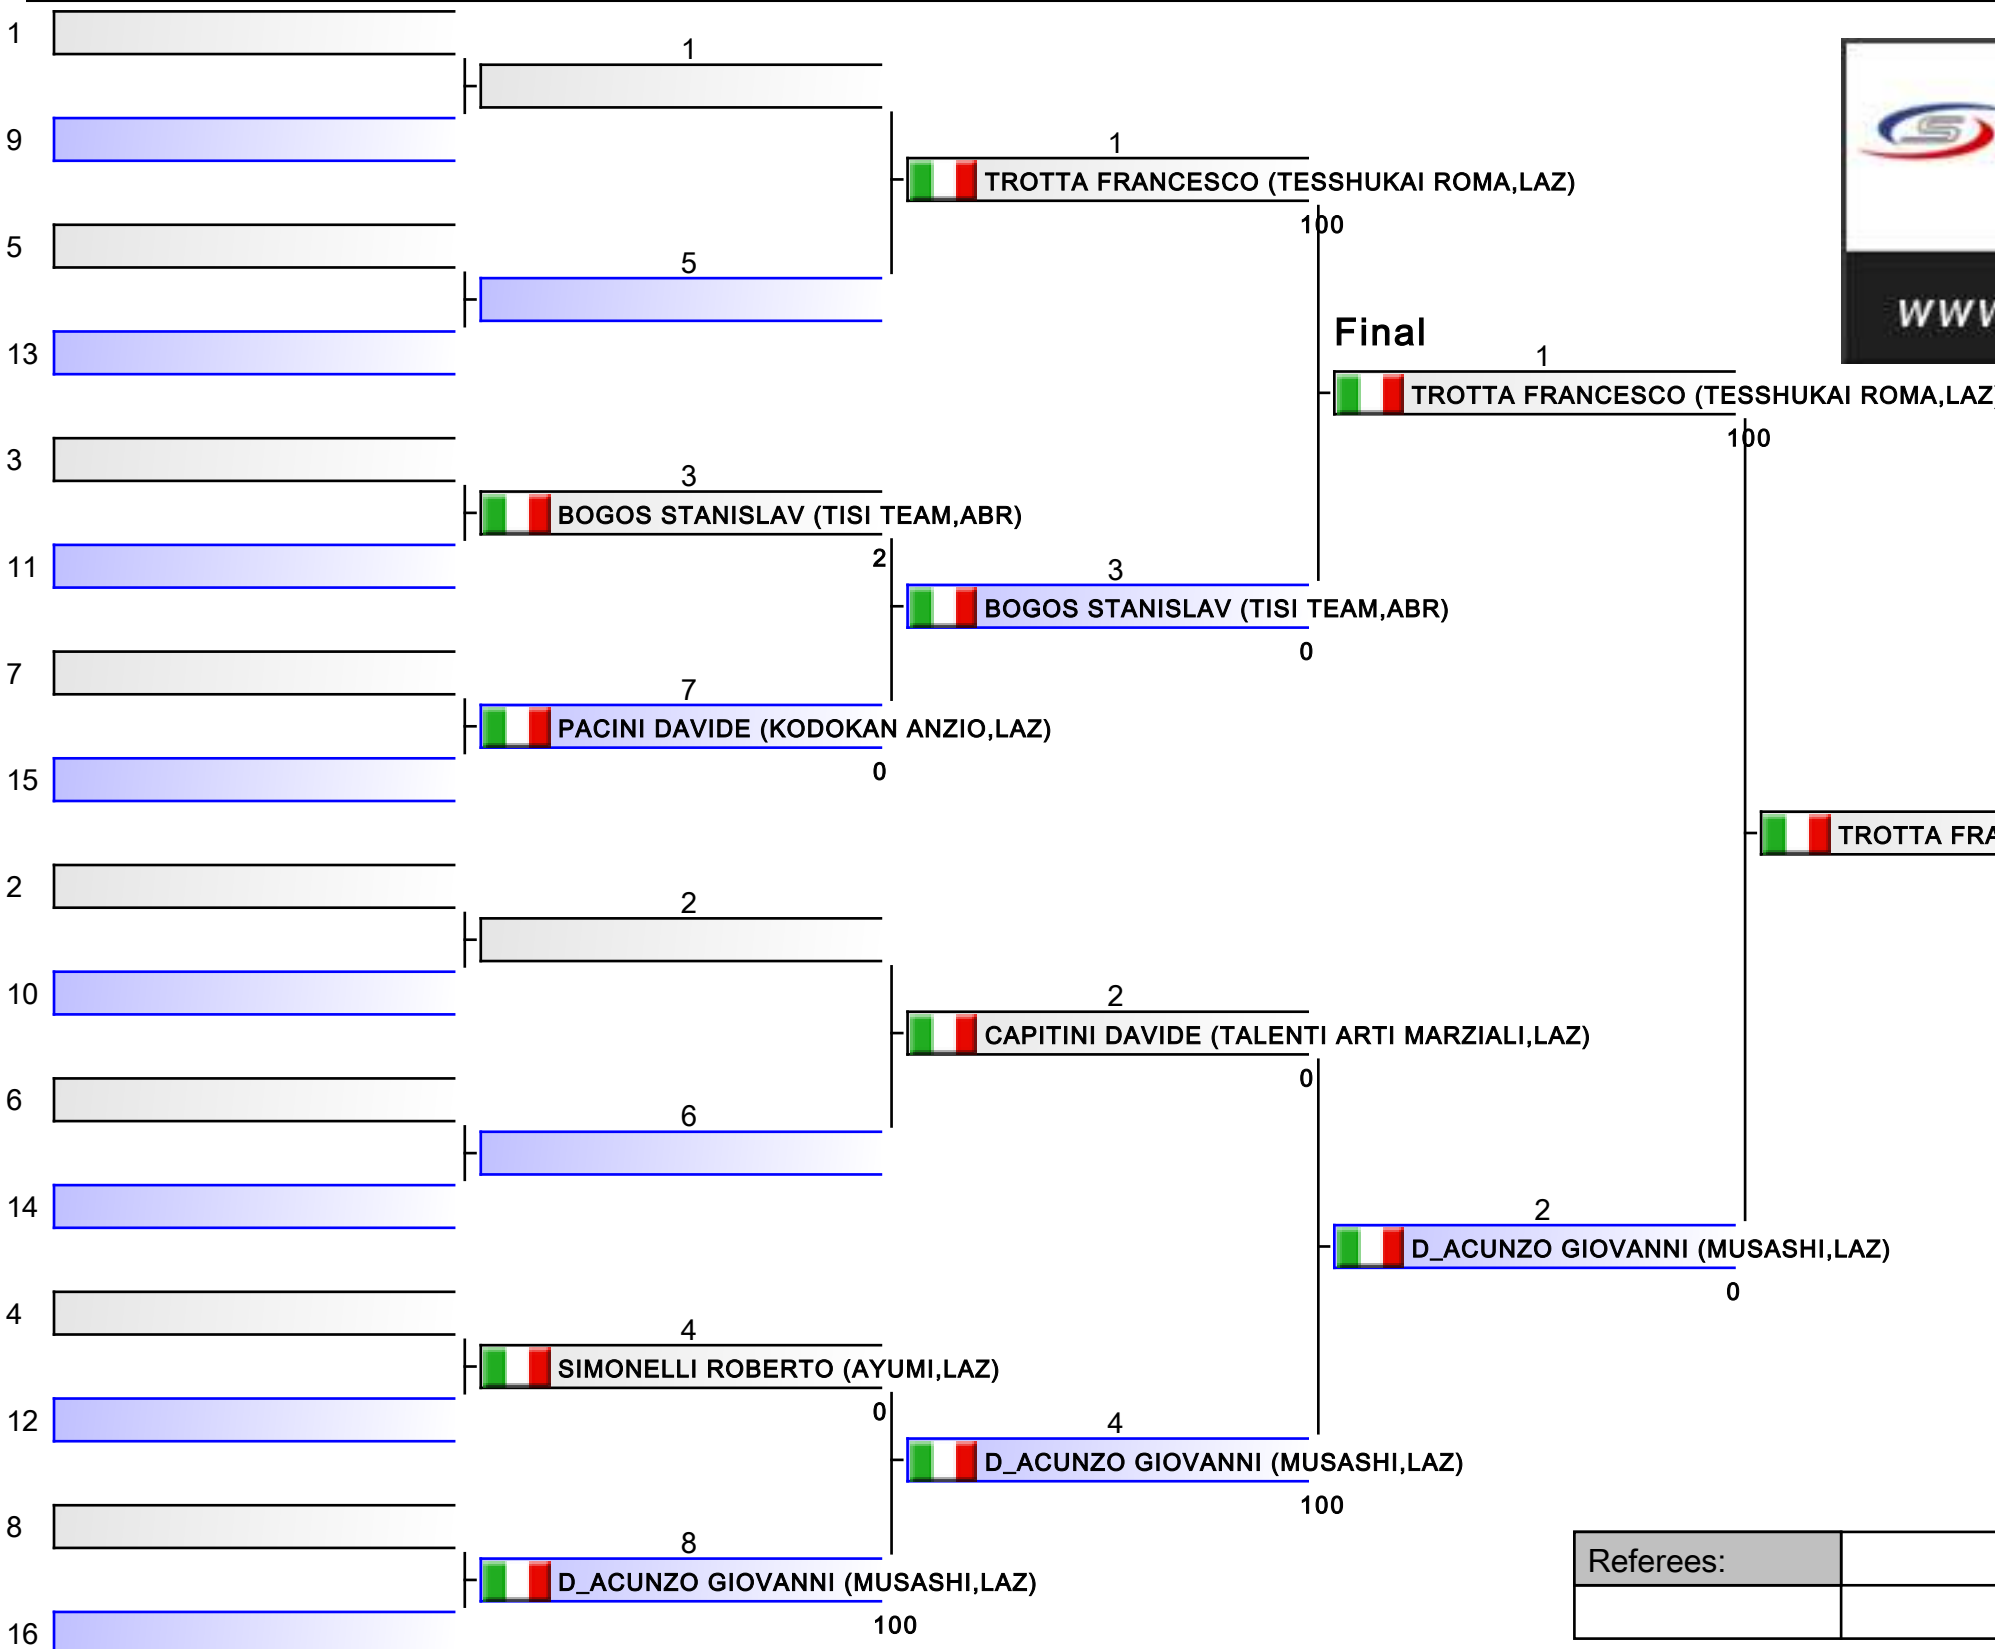 1
9
5
13
3
11
7
15
2
10
6
14
4
12
8
16
1
5
3
BOGOS STANISLAV (TISI TEAM,ABR)
2
7
PACINI DAVIDE (KODOKAN ANZIO,LAZ)
0
2
6
4
SIMONELLI ROBERTO (AYUMI,LAZ)
0
8
D_ACUNZO GIOVANNI (MUSASHI,LAZ)
100
1
TROTTA FRANCESCO (TESSHUKAI ROMA,LAZ)
100
3
BOGOS STANISLAV (TISI TEAM,ABR)
0
2
CAPITINI DAVIDE (TALENTI ARTI MARZIALI,LAZ)
0
4
D_ACUNZO GIOVANNI (MUSASHI,LAZ)
100
Final
1
TROTTA FRANCESCO (TESSHUKAI ROMA,LAZ)
100
2
D_ACUNZO GIOVANNI (MUSASHI,LAZ)
0
TROTTA FRA
S
www
Referees: